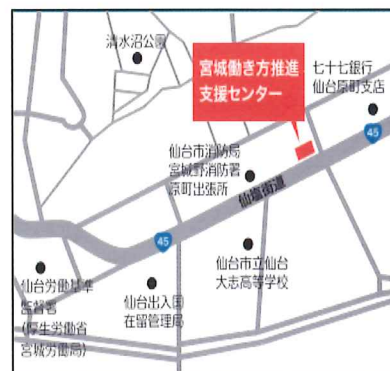 清水沼公園
宮城働き方推進
支援センター
七十七銀行
仙台原町支店
45
仙台市消防局
宮城野消防署
原町出張所
仙塩街道
45
仙台市立仙台
大志高等学校
仙台労働基準
監督署
(厚生労働省
宮城労働局)
仙台出入国
在留管理局